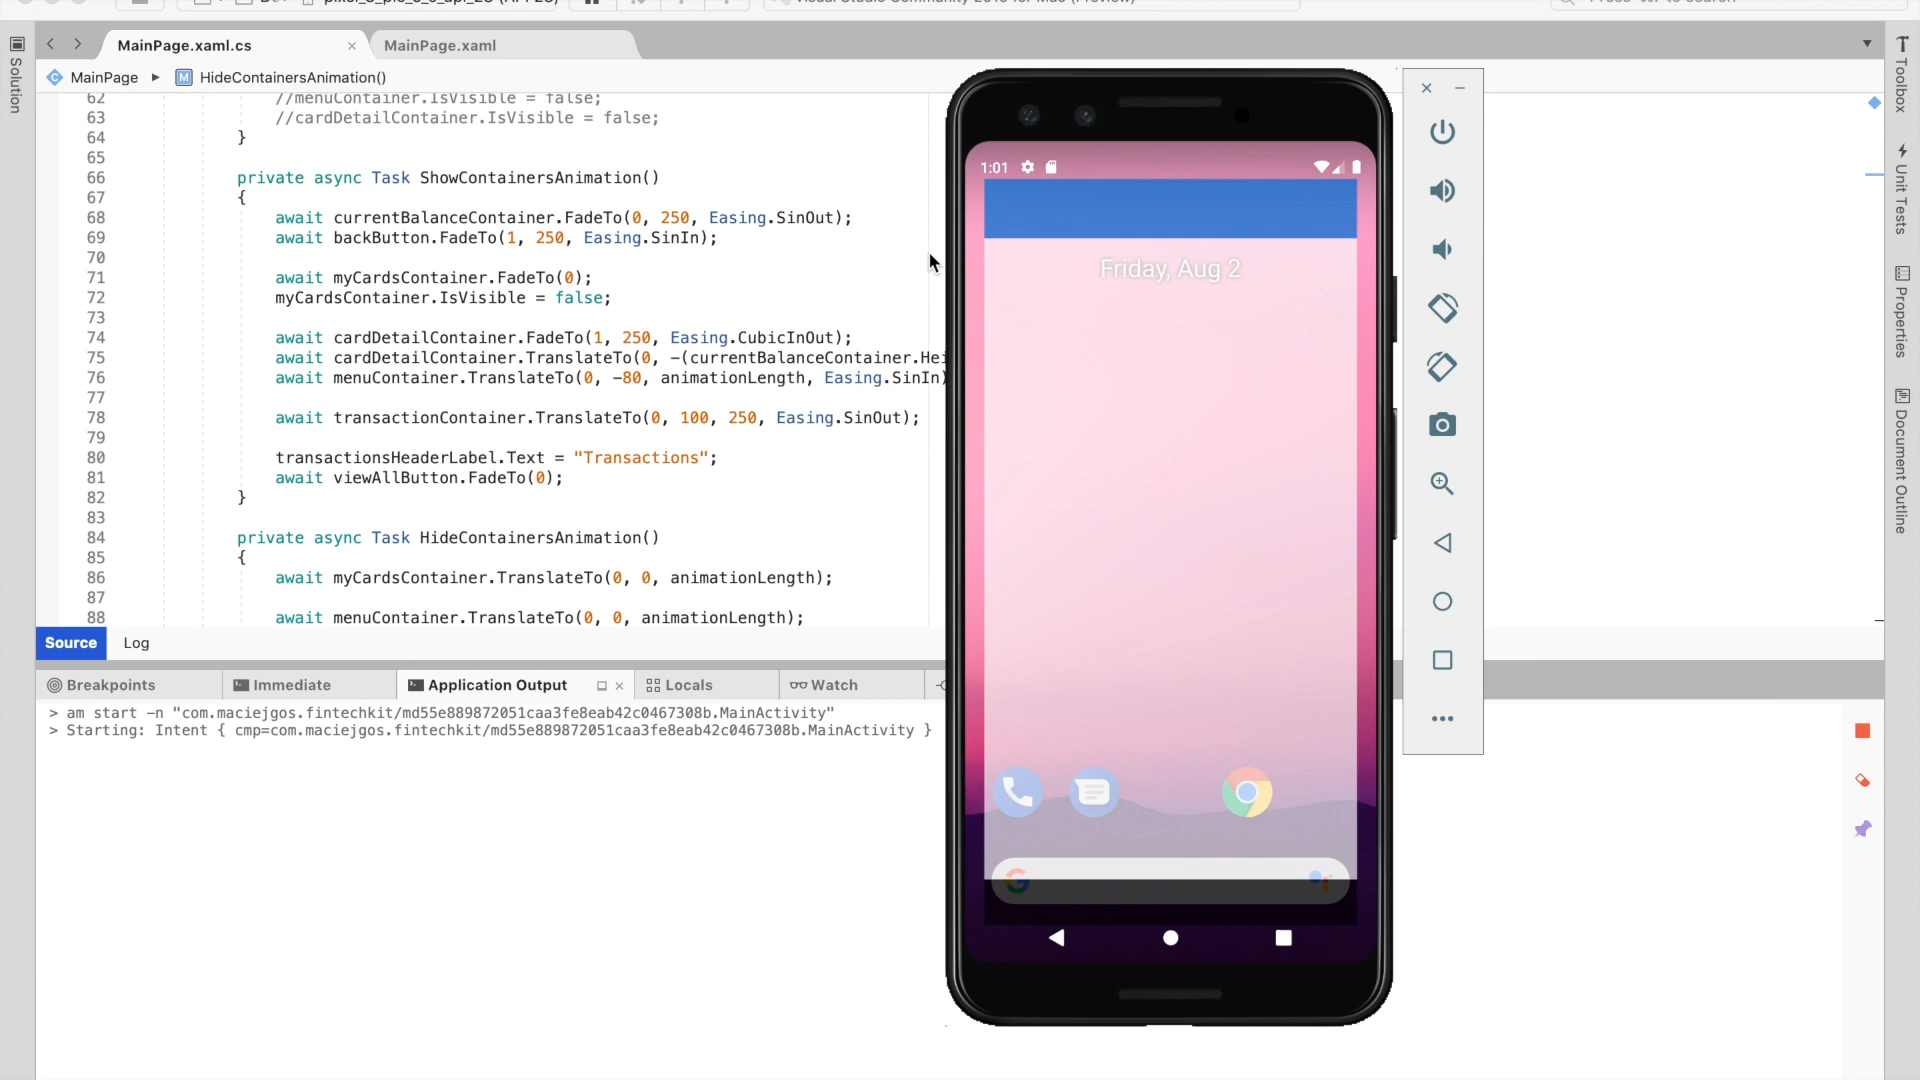 MainPage.xaml.cs
MainPage.xaml
MainPage
HideContainersAnimation()
Solution
62 //menuContainer.IsVisible = false;
63 //cardDetailContainer.IsVisible = false;
64 }
65
66 private async Task ShowContainersAnimation()
67 {
68 await currentBalanceContainer.FadeTo(0, 250, Easing.SinOut);
69 await backButton.FadeTo(1, 250, Easing.SinIn);
70
71 await myCardsContainer.FadeTo(0);
72 myCardsContainer.IsVisible = false;
73
74 await cardDetailContainer.FadeTo(1, 250, Easing.CubicInOut);
75 await cardDetailContainer.TranslateTo(0, -(currentBalanceContainer.Hei
76 await menuContainer.TranslateTo(0, -80, animationLength, Easing.SinIn)
77
78 await transactionContainer.TranslateTo(0, 100, 250, Easing.SinOut);
79
80 transactionsHeaderLabel.Text = "Transactions";
81 await viewAllButton.FadeTo(0);
82 }
83
84 private async Task HideContainersAnimation()
85 {
86 await myCardsContainer.TranslateTo(0, 0, animationLength);
87
88 await menuContainer.TranslateTo(0, 0, animationLength);
Source
Log
Breakpoints
Immediate
Application Output
Locals
Watch
> am start -n "com.maciejgos.fintechkit/md55e889872051caa3fe8eab42c0467308b.MainActivity"
> Starting: Intent { cmp=com.maciejgos.fintechkit/md55e889872051caa3fe8eab42c0467308b.MainActivity }
1:01
Friday, Aug 2
Toolbox
Unit Tests
Properties
Document Outline